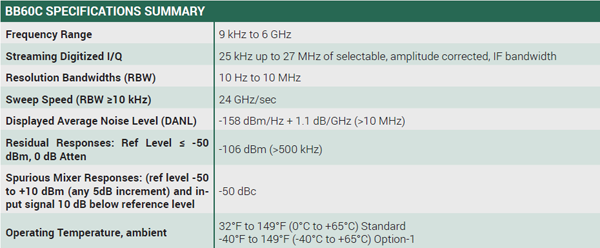 BB60C SPECIFICATIONS SUMMARY
Frequency Range 9 kHz to 6 GHz
Streaming Digitized I/Q 25 kHz up to 27 MHz of selectable, amplitude corrected, IF bandwidth
Resolution Bandwidths (RBW) 10 Hz to 10 MHz
Sweep Speed (RBW ≥10 kHz) 24 GHz/sec
Displayed Average Noise Level (DANL) -158 dBm/Hz + 1.1 dB/GHz (>10 MHz)
Residual Responses: Ref Level ≤ -50
dBm, 0 dB Atten
-106 dBm (>500 kHz)
Spurious Mixer Responses: (ref level -50
to +10 dBm (any 5dB increment) and in-
put signal 10 dB below reference level
-50 dBc
Operating Temperature, ambient
32°F to 149°F (0°C to +65°C) Standard
-40°F to 149°F (-40°C to +65°C) Option-1